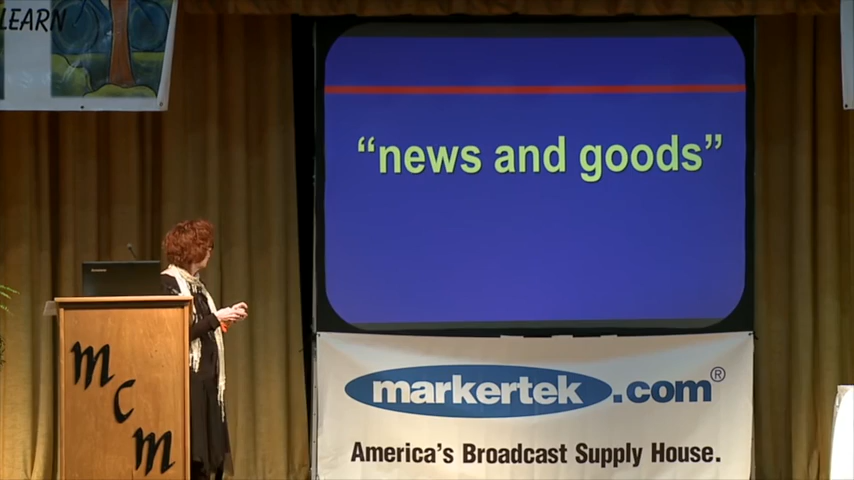 LEARN
“news and goods”
mcm
markertek.com®
America's Broadcast Supply House.